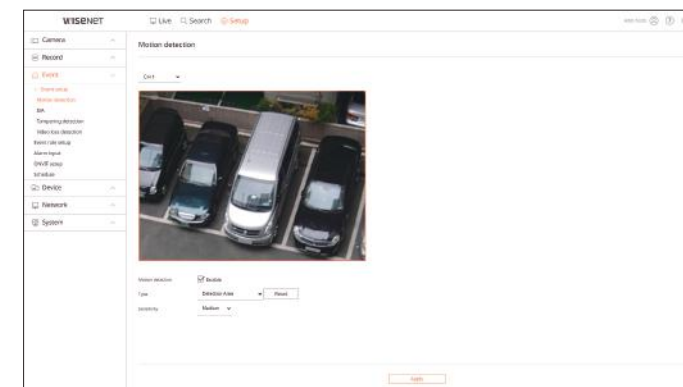 WISENET
Live Search Setup
Camera
Motion detection
Record
Event
CAM 1
Event setup
Motion detection
IVA
Tampering detection
Video loss detection
Event rule setup
Alarm input
ONVIF setup
Schedule
Device
Network
System
Motion detection Enable
Type Detection Area Reset
Sensitivity Medium
Apply